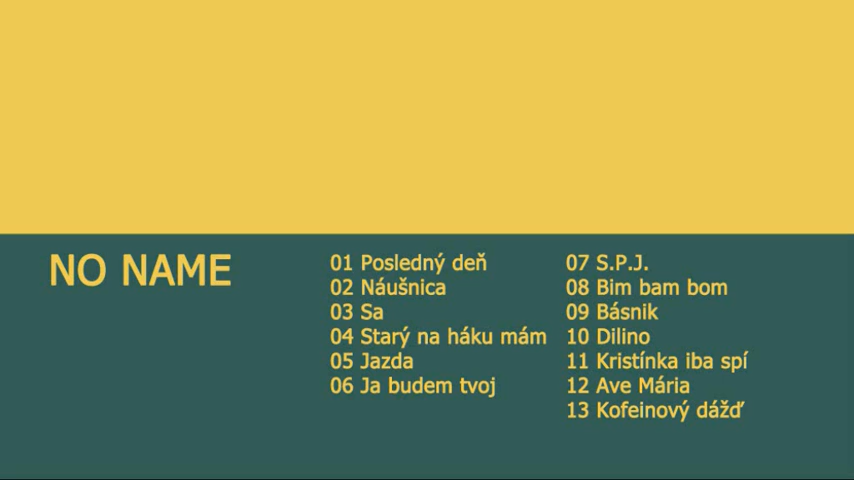 NO NAME
01 Posledný deň
02 Náušnica
03 Sa
04 Starý na háku mám
05 Jazda
06 Ja budem tvoj
07 S.P.J.
08 Bim bam bom
09 Básnik
10 Dilino
11 Kristínka iba spí
12 Ave Mária
13 Kofeinový dážď